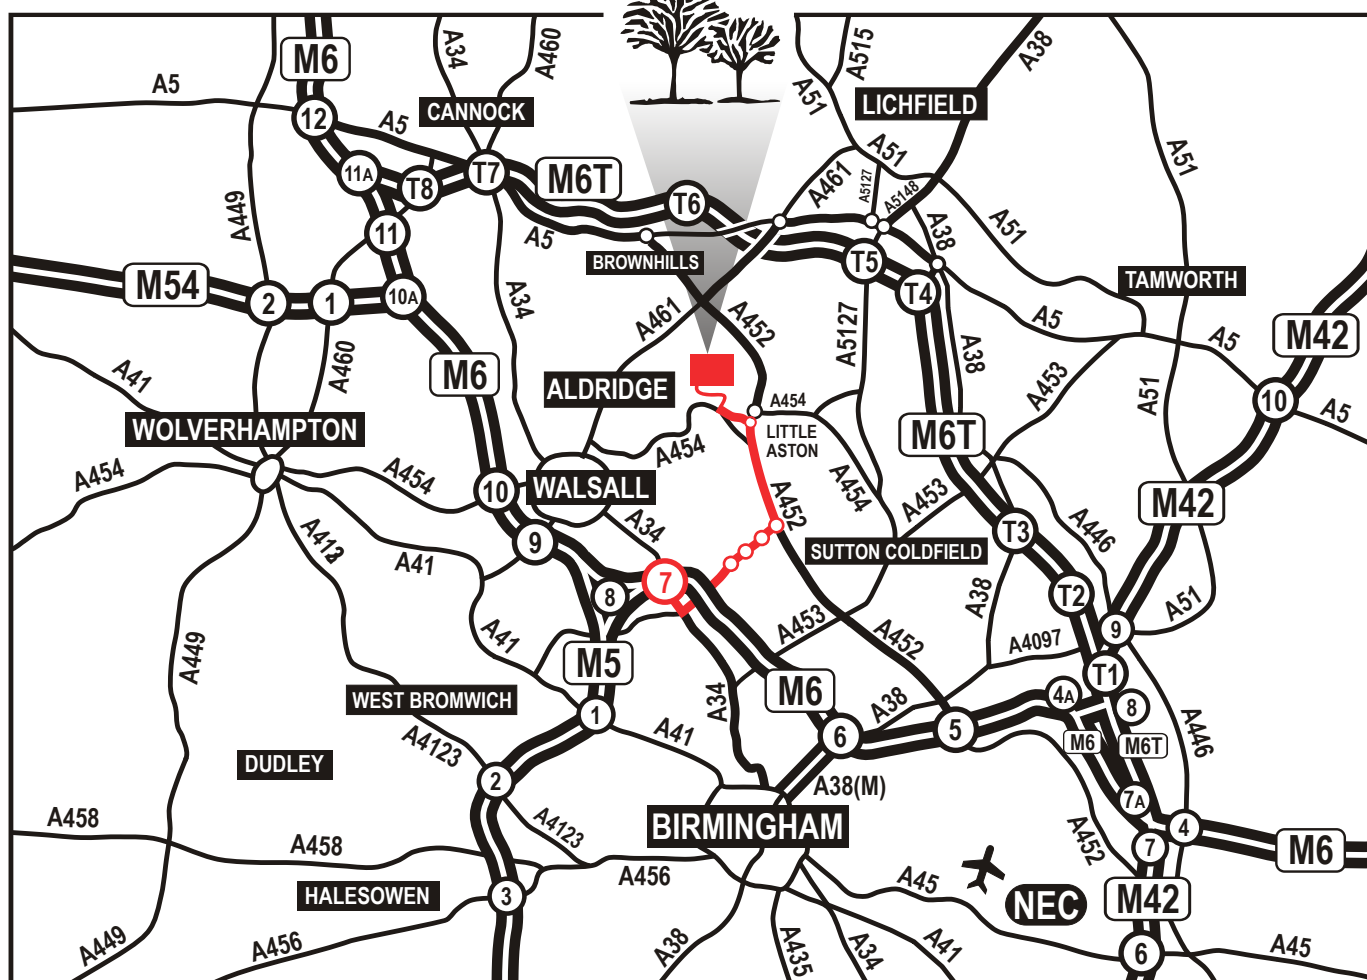 A34
A460
A515
A38
M6
A5
A51
LICHFIELD
CANNOCK
12
A5
A51
A51
11A
T8
T7
M6T
A461
A5127
A5148
A449
T6
A51
11
A5
A38
BROWNHILLS
T5
TAMWORTH
M54
2
1
10A
T4
A34
A461
A452
A5127
A5
A5
M42
A460
M6
A38
A453
A41
ALDRIDGE
A51
10
A454
A5
WOLVERHAMPTON
LITTLE
ASTON
M6T
A454
A454
A454
10
WALSALL
A454
A453
M42
A452
A34
T3
A446
A4123
9
SUTTON COLDFIELD
A41
7
8
A38
T2
A51
A453
A452
9
A41
A4097
A449
M5
T1
M6
A34
4A
WEST BROMWICH
A38
8
1
5
6
A446
A41
M6
M6T
A4123
DUDLEY
2
A38(M)
7A
A458
A4123
BIRMINGHAM
4
A458
A452
7
M6
A456
A45
HALESOWEN
3
NEC
M42
A449
A456
A38
A435
A34
A41
6
A45